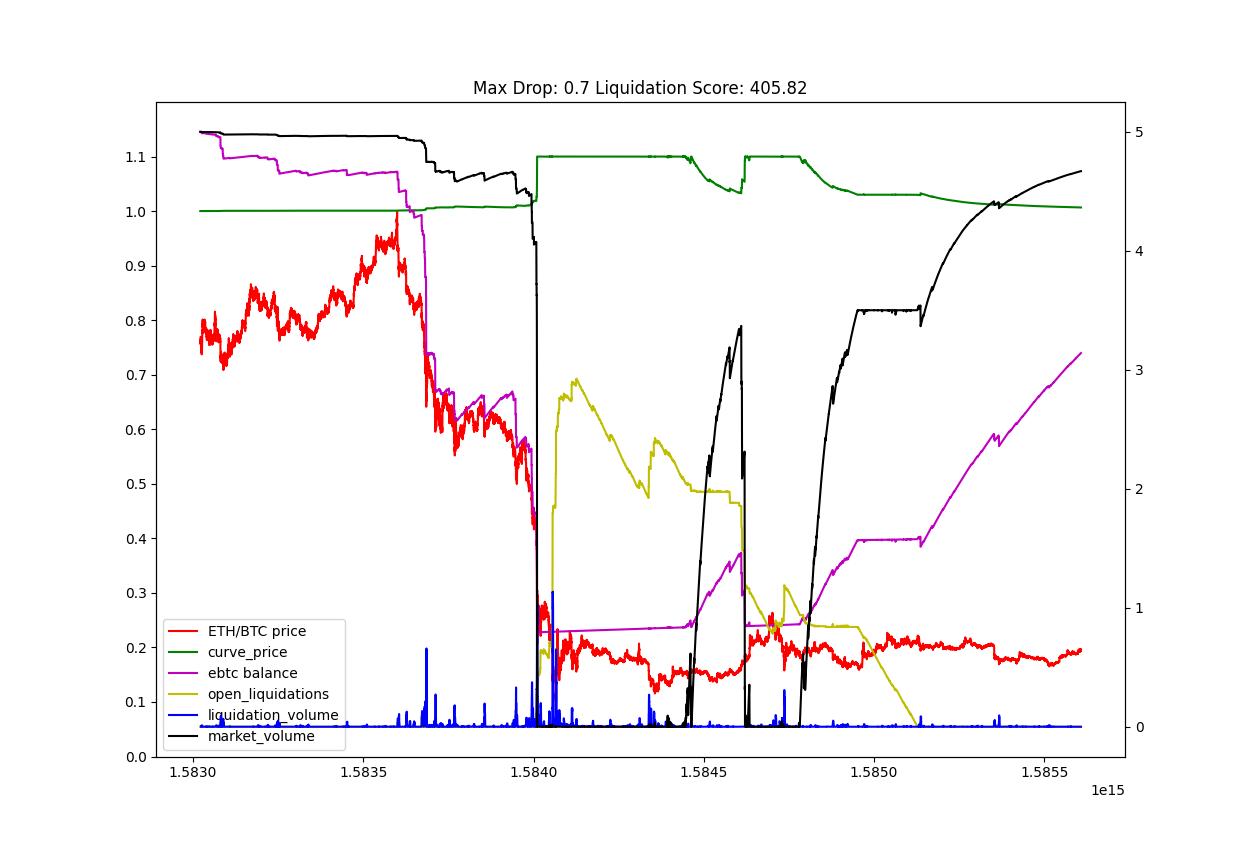 Max Drop: 0.7 Liquidation Score: 405.82
1.1
1.0
0.9
0.8
0.7
0.6
0.5
0.4
0.3
0.2
0.1
0.0
5
4
3
2
1
0
ETH/BTC price
curve_price
ebtc balance
open_liquidations
liquidation_volume
market_volume
1.5830 1.5835 1.5840 1.5845 1.5850 1.5855
1e15